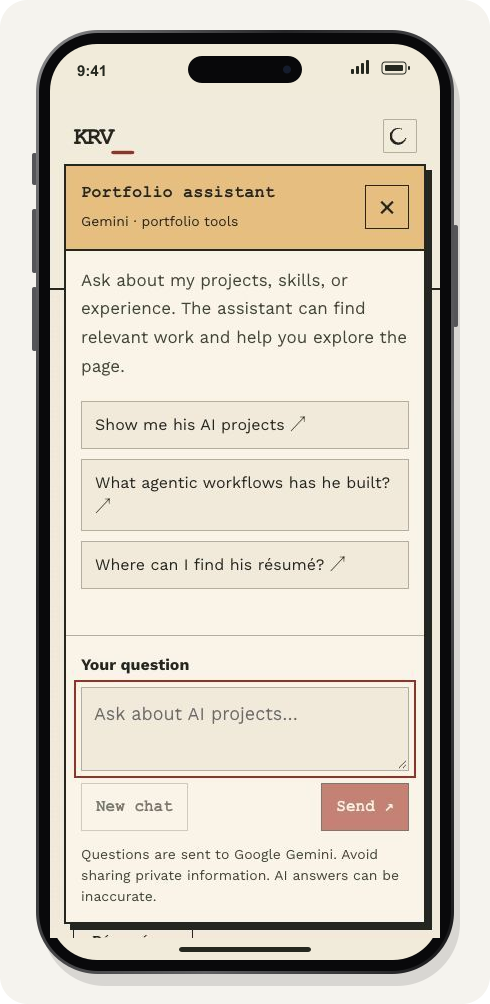 9:41
KRV_
Portfolio assistant
Gemini · portfolio tools
Ask about my projects, skills, or
experience. The assistant can find
relevant work and help you explore the
page.
Show me his AI projects ↗
What agentic workflows has he built?
↗
Where can I find his résumé? ↗
Your question
Ask about AI projects...
New chat
Send ↗
Questions are sent to Google Gemini. Avoid
sharing private information. AI answers can be
inaccurate.